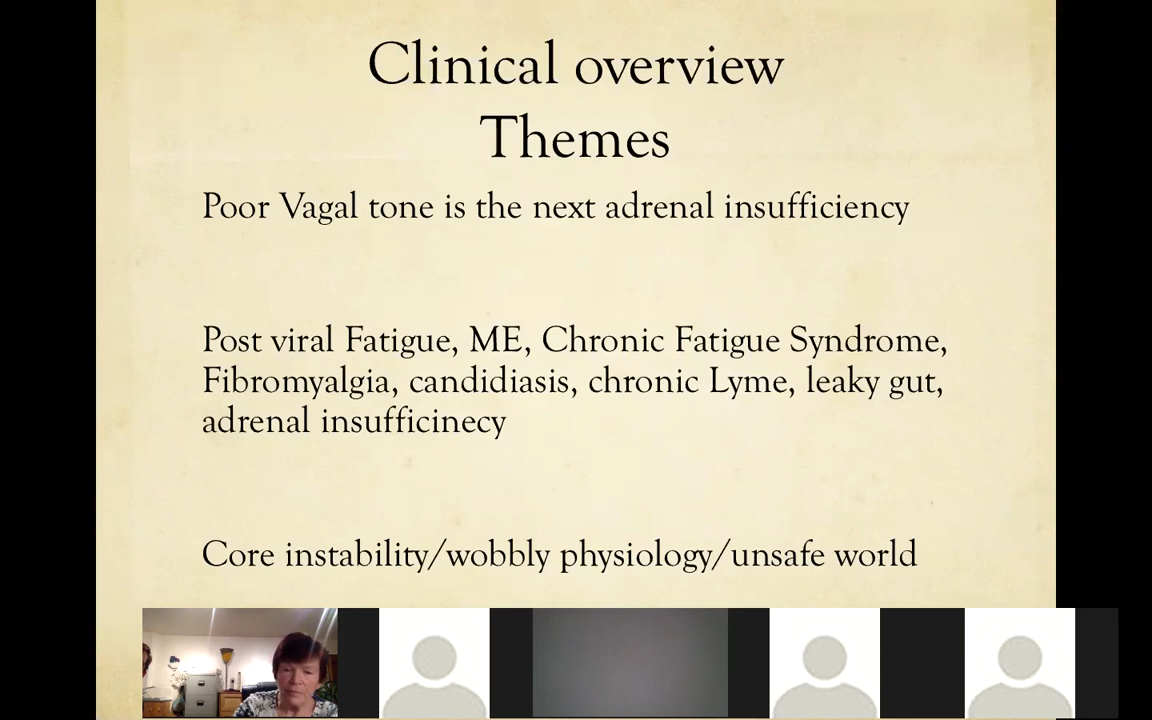 Clinical overview
Themes
Poor Vagal tone is the next adrenal insufficiency
Post viral Fatigue, ME, Chronic Fatigue Syndrome,
Fibromyalgia, candidiasis, chronic Lyme, leaky gut,
adrenal insufficinecy
Core instability/wobbly physiology/unsafe world